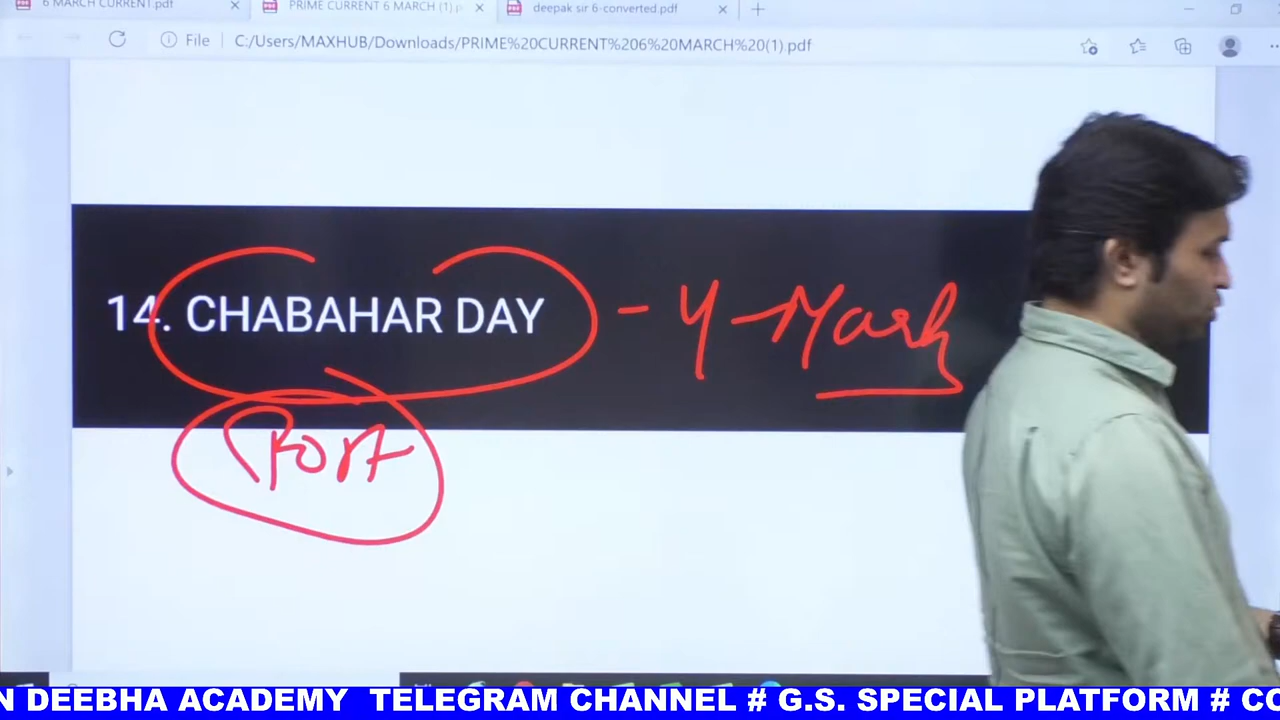 6 MARCH CURRENT.pdf
PRIME CURRENT 6 MARCH (1).p
deepak sir 6-converted.pdf
File
C:/Users/MAXHUB/Downloads/PRIME%20CURRENT%206%20MARCH%20(1).pdf
14. CHABAHAR DAY - 4 - March
Port
N DEEBHA ACADEMY TELEGRAM CHANNEL # G.S. SPECIAL PLATFORM # CO